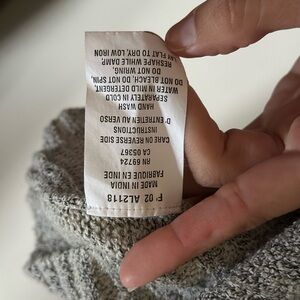 F' 02 AL2118
MADE IN INDIA
FABRIQUE EN INDE
RN 69724
CA 05367
CARE ON REVERSE SIDE
INSTRUCTIONS
D' ENTRETIEN AU VERSO
HAND WASH
SEPARATELY IN COLD
WATER IN MILD DETERGENT.
DO NOT BLEACH, DO NOT SPIN,
DO NOT WRING,
RESHAPE WHILE DAMP,
LAY FLAT TO DRY, LOW IRON